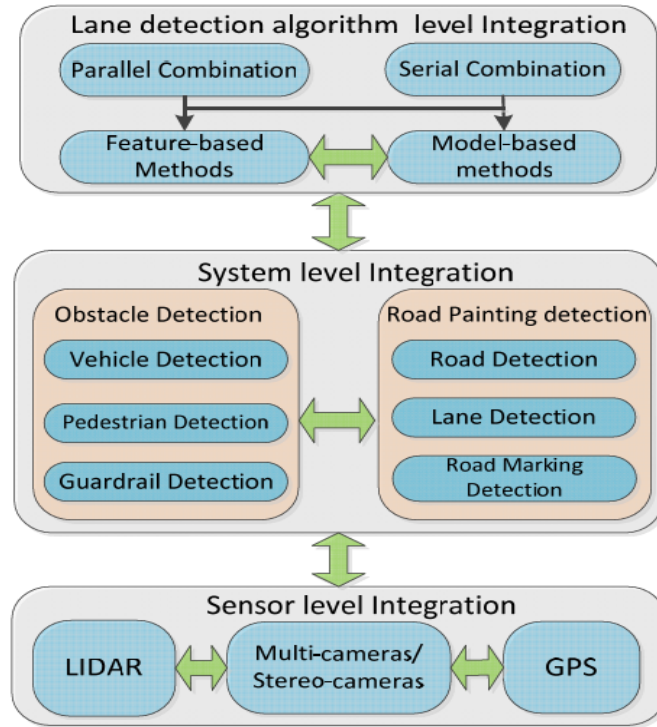 Lane detection algorithm level Integration
Parallel Combination
Serial Combination
Feature-based
Methods
Model-based
methods
System level Integration
Obstacle Detection
Vehicle Detection
Pedestrian Detection
Guardrail Detection
Road Painting detection
Road Detection
Lane Detection
Road Marking
Detection
Sensor level Integration
LIDAR
Multi-cameras/
Stereo-cameras
GPS